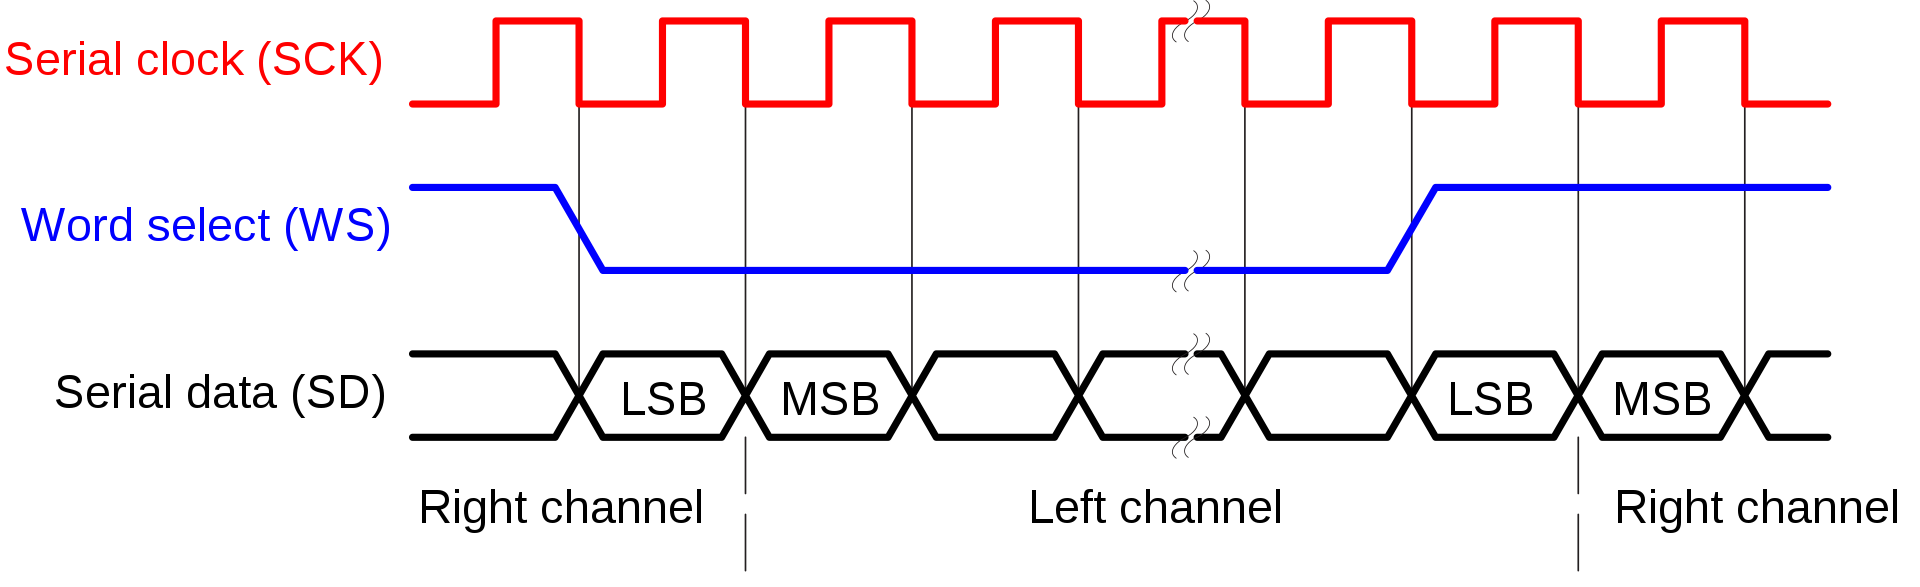 Serial clock (SCK)
Word select (WS)
Serial data (SD)
LSB
MSB
LSB
MSB
Right channel
Left channel
Right channel